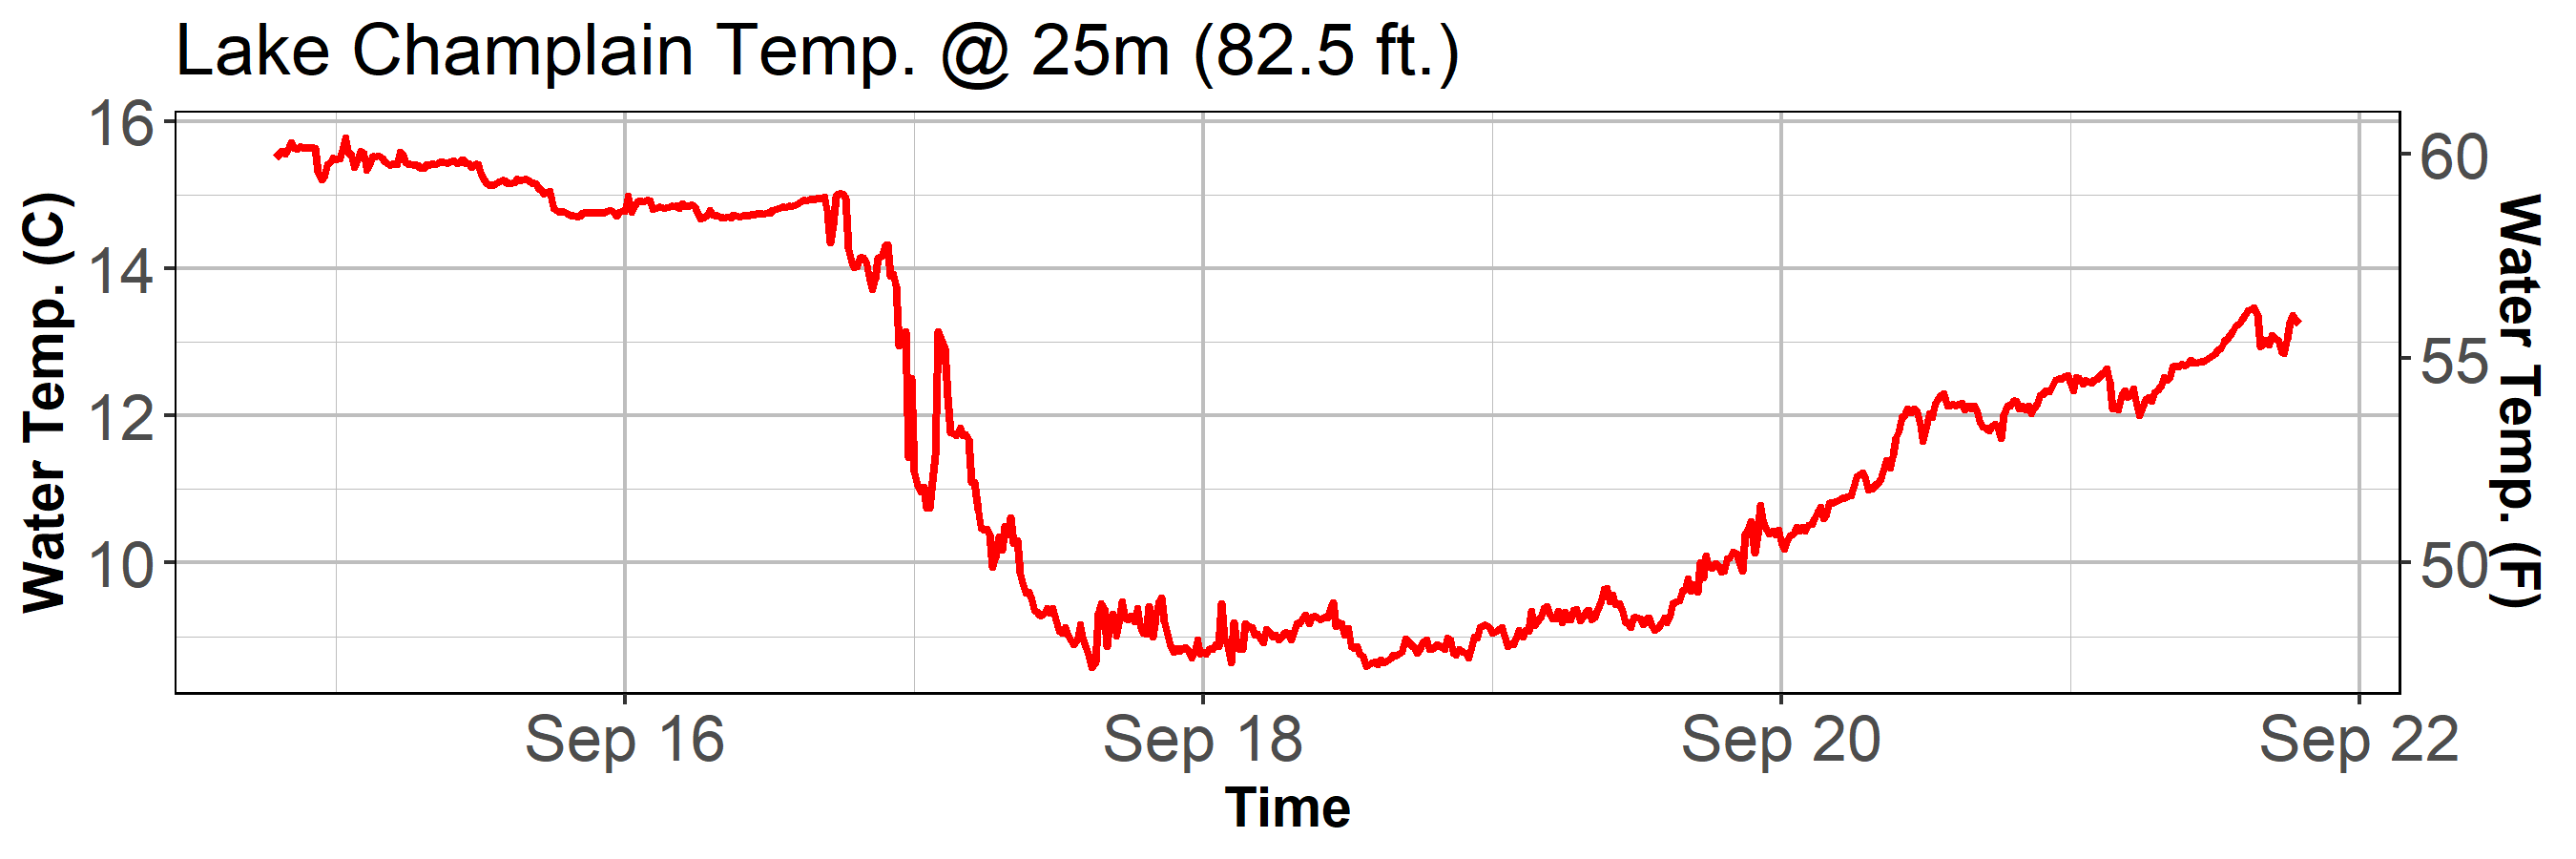 Lake Champlain Temp. @ 25m (82.5 ft.)
Water Temp. (C)
16
14
12
10
60
55
50
Water Temp. (F)
Sep 16
Sep 18
Sep 20
Sep 22
Time